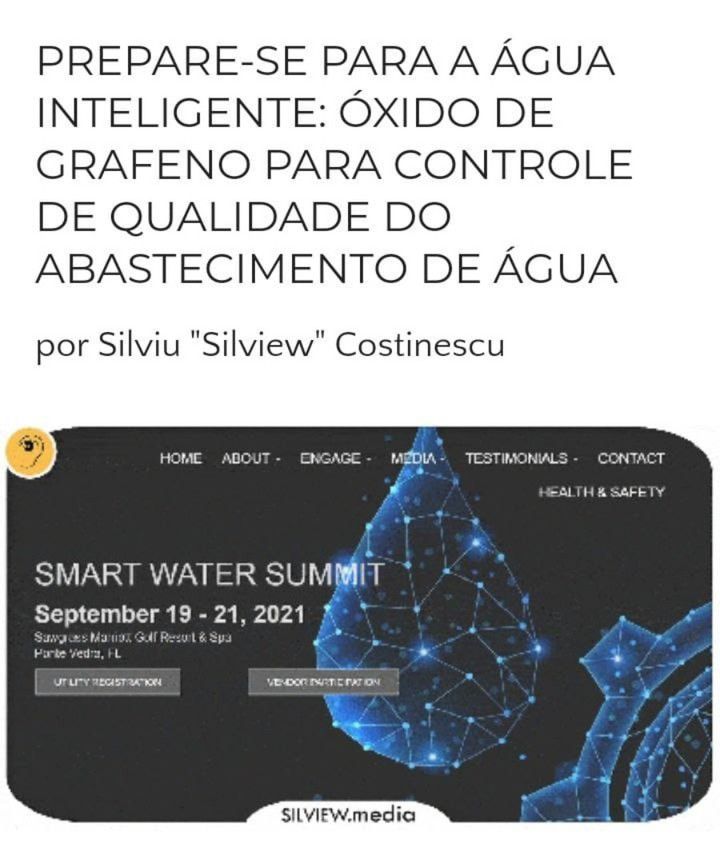 PREPARE-SE PARA A ÁGUA
INTELIGENTE: ÓXIDO DE
GRAFENO PARA CONTROLE
DE QUALIDADE DO
ABASTECIMENTO DE ÁGUA
por Silviu "Silview" Costinescu
HOME ABOUT - ENGAGE - MEDIA - TESTIMONIALS - CONTACT
HEALTH & SAFETY
SMART WATER SUMMIT
September 19 - 21, 2021
Sawgrass Marriott Golf Resort & Spa
Ponte Vedra, FL
UTILITY REGISTRATION VENDOR PARTICIPATION
SILVIEW.media